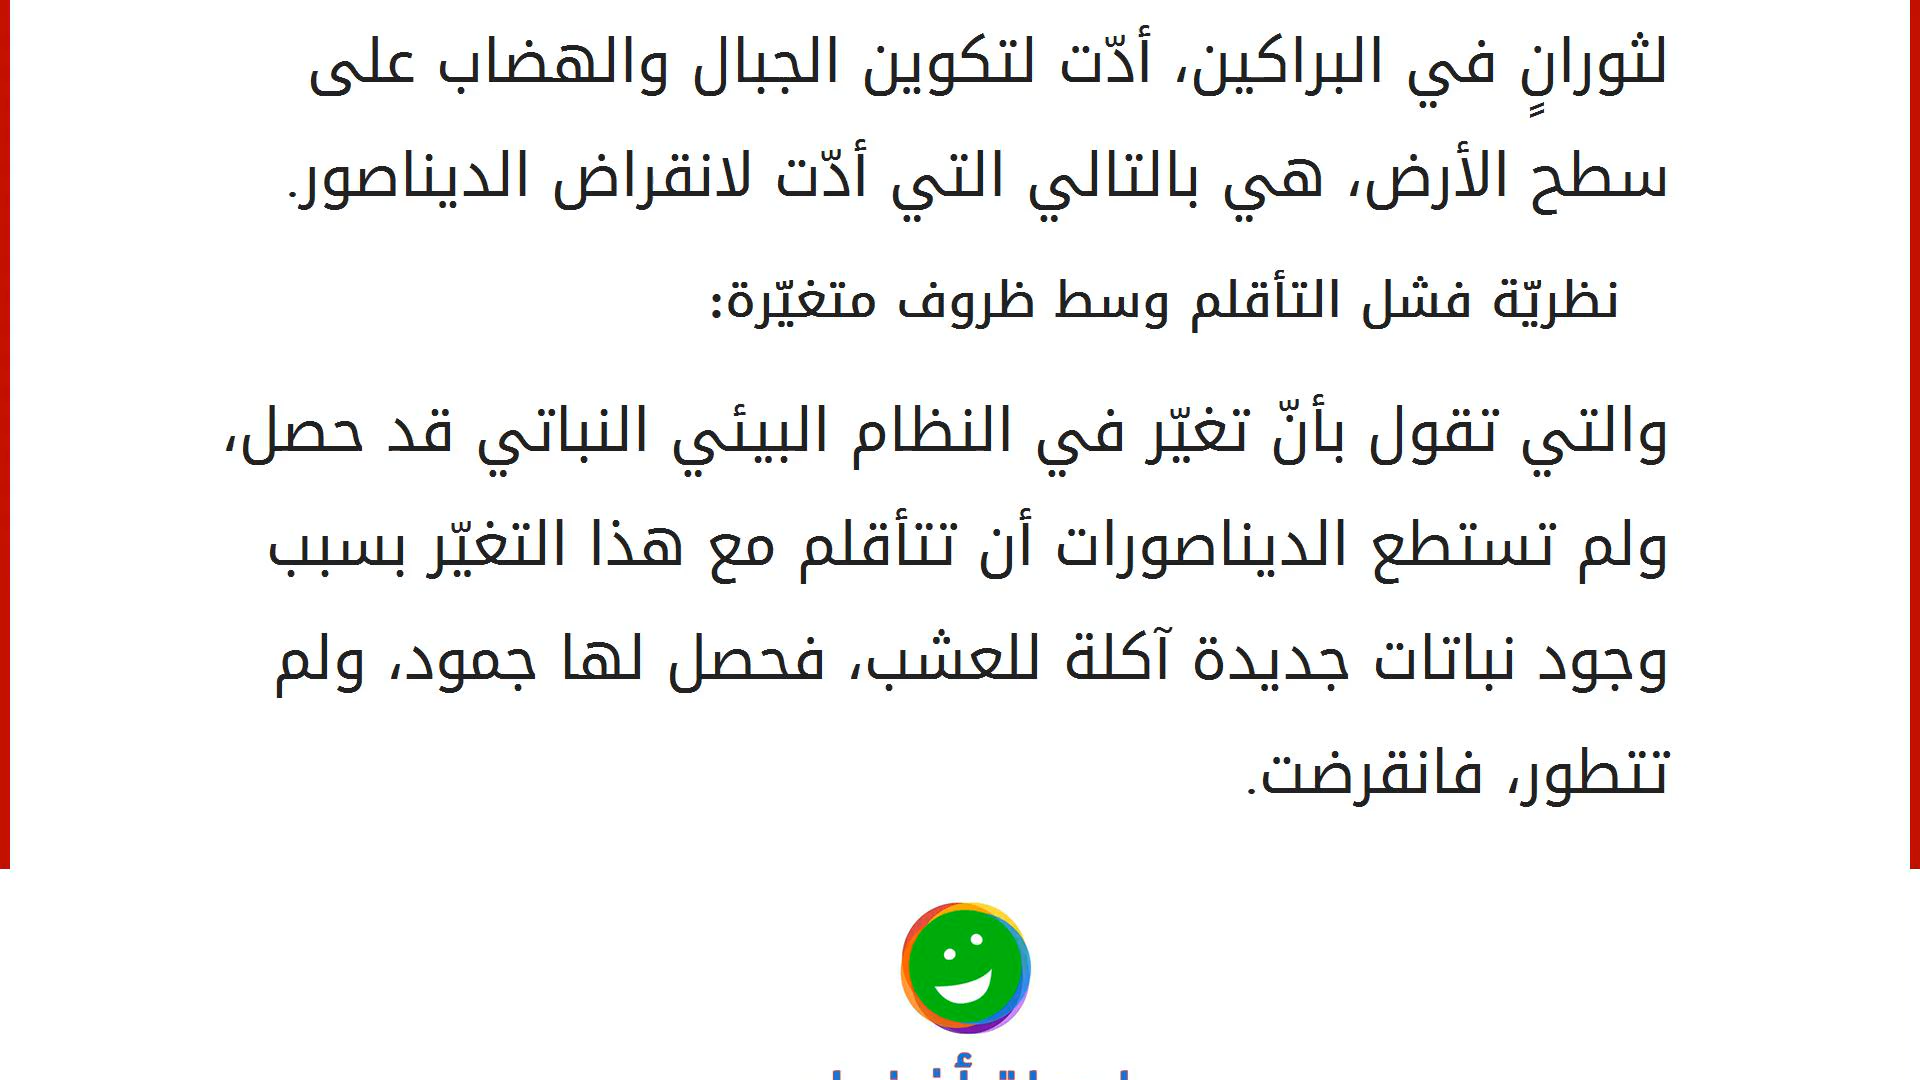 لثورانٍ في البراكين، أدّت لتكوين الجبال والهضاب على
سطح الأرض، هي بالتالي التي أدّت لانقراض الديناصور.
نظريّة فشل التأقلم وسط ظروف متغيّرة:
والتي تقول بأنّ تغيّر في النظام البيئي النباتي قد حصل،
ولم تستطع الديناصورات أن تتأقلم مع هذا التغيّر بسبب
وجود نباتات جديدة آكلة للعشب، فحصل لها جمود، ولم
تتطور، فانقرضت.